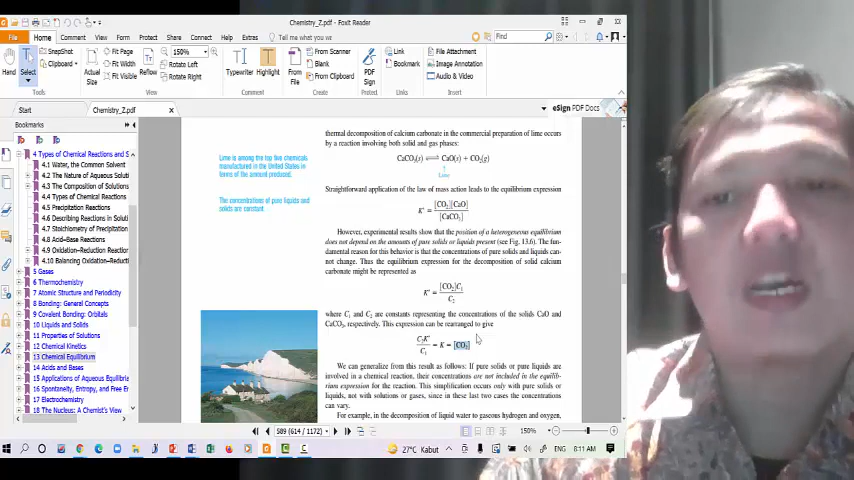 Chemistry_Z.pdf - Foxit Reader
File Home Comment View Form Protect Share Connect Help Extras Tell me what you want... Find
Hand
Select
SnapShot
Clipboard
Actual Size
Fit Page
Fit Width
Fit Visible
Reflow
150%
Rotate Left
Rotate Right
Typewriter
Highlight
From File
From Scanner
Blank
From Clipboard
PDF Sign
Link
Bookmark
File Attachment
Image Annotation
Audio & Video
Tools View Comment Create Protect Links Insert
Start Chemistry_Z.pdf eSign PDF Docs
Bookmarks
4 Types of Chemical Reactions and S
4.1 Water, the Common Solvent
4.2 The Nature of Aqueous Solution
4.3 The Composition of Solutions
4.4 Types of Chemical Reactions
4.5 Precipitation Reactions
4.6 Describing Reactions in Soluti
4.7 Stoichiometry of Precipitation
4.8 Acid–Base Reactions
4.9 Oxidation–Reduction Reaction
4.10 Balancing Oxidation–Reducti
5 Gases
6 Thermochemistry
7 Atomic Structure and Periodicity
8 Bonding: General Concepts
9 Covalent Bonding: Orbitals
10 Liquids and Solids
11 Properties of Solutions
12 Chemical Kinetics
13 Chemical Equilibrium
14 Acids and Bases
15 Applications of Aqueous Equilib
16 Spontaneity, Entropy, and Free E
17 Electrochemistry
18 The Nucleus: A Chemist's View
Lime is among the top five chemicals
manufactured in the United States in
terms of the amount produced.
The concentrations of pure liquids and
solids are constant.
thermal decomposition of calcium carbonate in the commercial preparation of lime occurs
by a reaction involving both solid and gas phases:
CaCO₃(s) ⇌ CaO(s) + CO₂(g)
↑
Lime
Straightforward application of the law of mass action leads to the equilibrium expression
K' = [CO₂][CaO]
[CaCO₃]
However, experimental results show that the position of a heterogeneous equilibrium
does not depend on the amounts of pure solids or liquids present (see Fig. 13.6). The fun-
damental reason for this behavior is that the concentrations of pure solids and liquids can-
not change. Thus the equilibrium expression for the decomposition of solid calcium
carbonate might be represented as
K' = [CO₂]C₁
C₂
where C₁ and C₂ are constants representing the concentrations of the solids CaO and
CaCO₃, respectively. This expression can be rearranged to give
C₂K' = K = [CO₂]
C₁
We can generalize from this result as follows: If pure solids or pure liquids are
involved in a chemical reaction, their concentrations are not included in the equilib-
rium expression for the reaction. This simplification occurs only with pure solids or
liquids, not with solutions or gases, since in these last two cases the concentrations
can vary.
For example, in the decomposition of liquid water to gaseous hydrogen and oxygen,
589 (614 / 1172) 150%
27°C Kabut ENG 8:11 AM